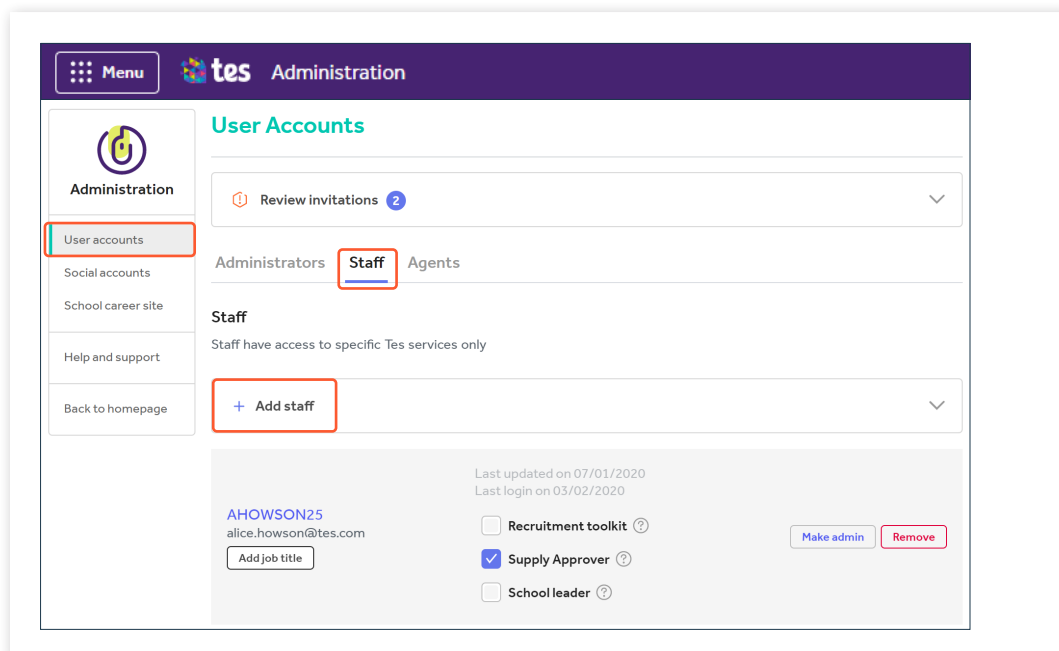 Menu
tes Administration
Administration
User accounts
Social accounts
School career site
Help and support
Back to homepage
User Accounts
Review invitations 2
Administrators Staff Agents
Staff
Staff have access to specific Tes services only
+ Add staff
AHOWSON25
alice.howson@tes.com
Add job title
Last updated on 07/01/2020
Last login on 03/02/2020
Recruitment toolkit ?
Supply Approver ?
School leader ?
Make admin Remove